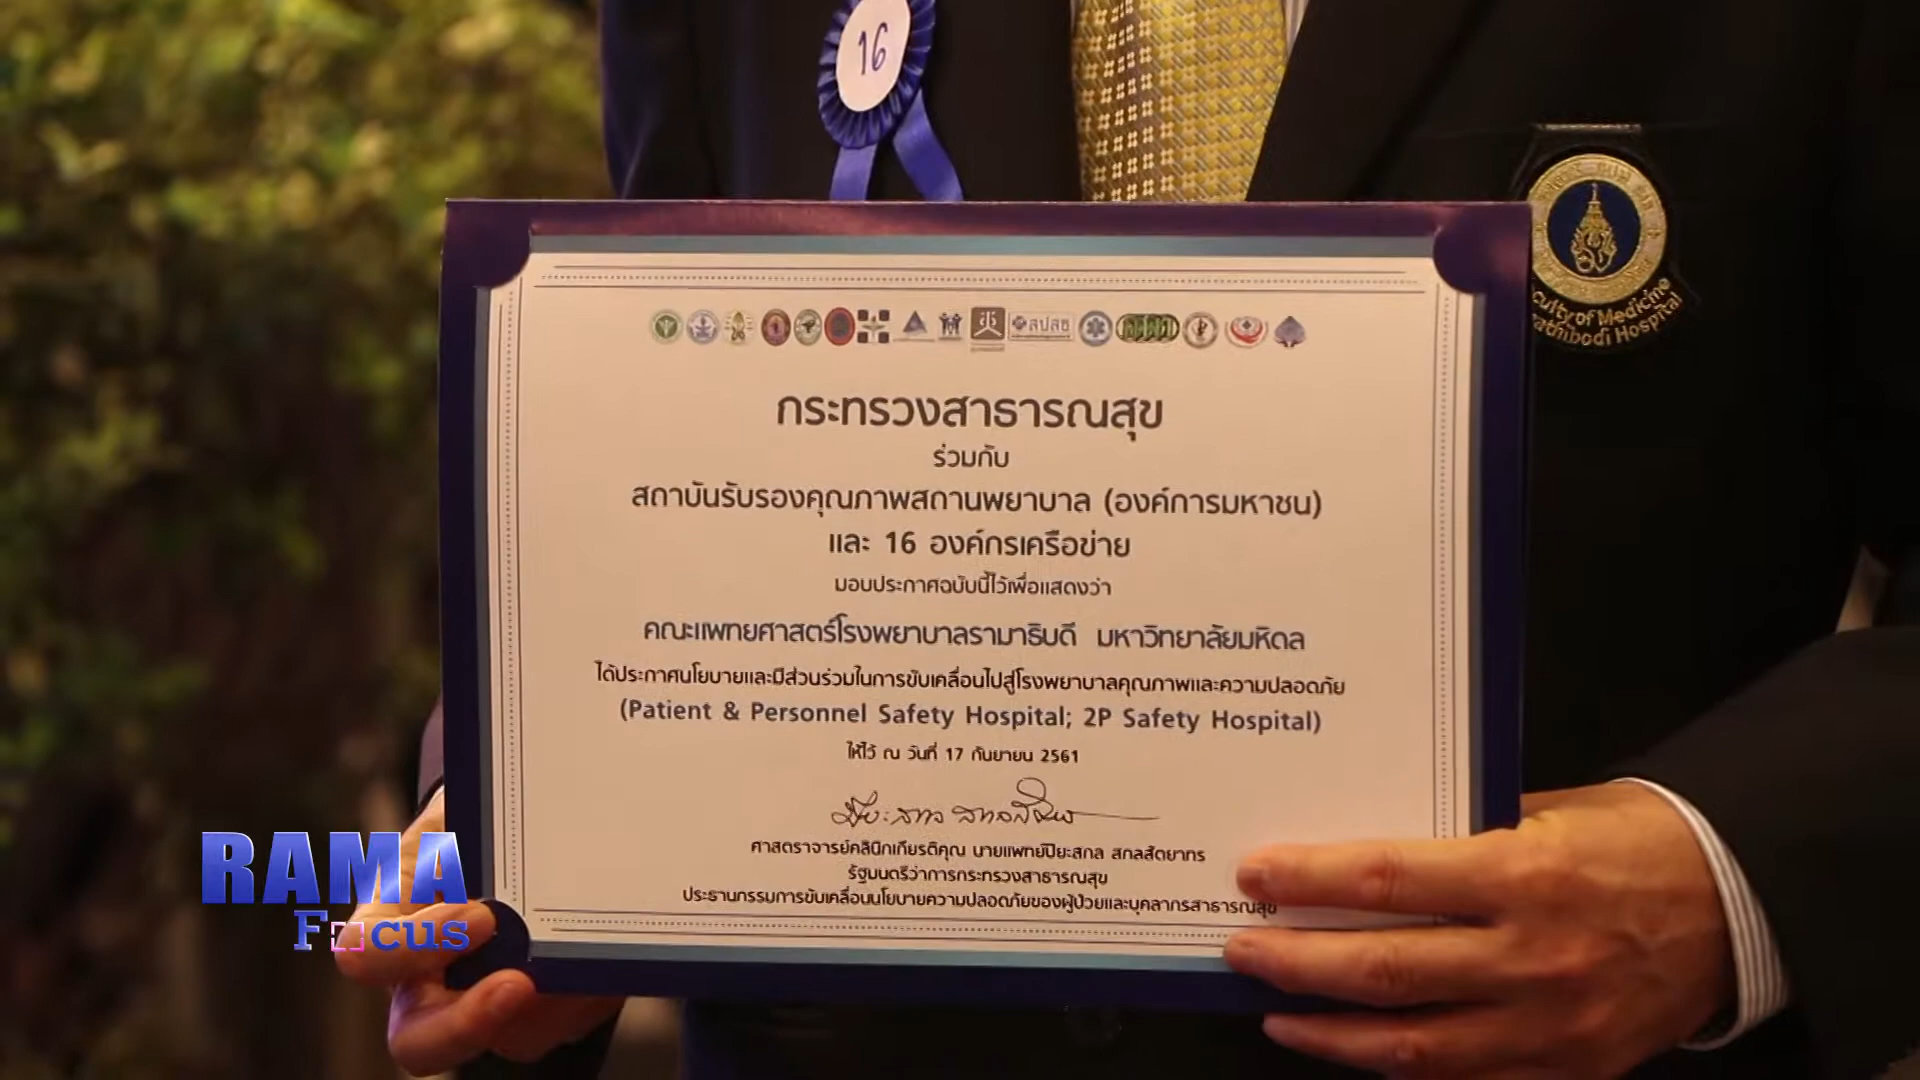 16
culty of Medicine
athibodi Hospital
สปสช
กระทรวงสาธารณสุข
ร่วมกับ
สถาบันรับรองคุณภาพสถานพยาบาล (องค์การมหาชน)
และ 16 องค์กรเครือข่าย
มอบประกาศฉบับนี้ไว้เพื่อแสดงว่า
คณะแพทยศาสตร์โรงพยาบาลรามาธิบดี มหาวิทยาลัยมหิดล
ได้ประกาศนโยบายและมีส่วนร่วมในการขับเคลื่อนไปสู่โรงพยาบาลคุณภาพและความปลอดภัย
(Patient & Personnel Safety Hospital; 2P Safety Hospital)
ให้ไว้ ณ วันที่ 17 กันยายน 2561
ศาสตราจารย์คลินิกเกียรติคุณ นายแพทย์ปิยะสกล สกลสัตยาทร
รัฐมนตรีว่าการกระทรวงสาธารณสุข
ประธานกรรมการขับเคลื่อนนโยบายความปลอดภัยของผู้ป่วยและบุคลากรสาธารณสุข
RAMA
Focus